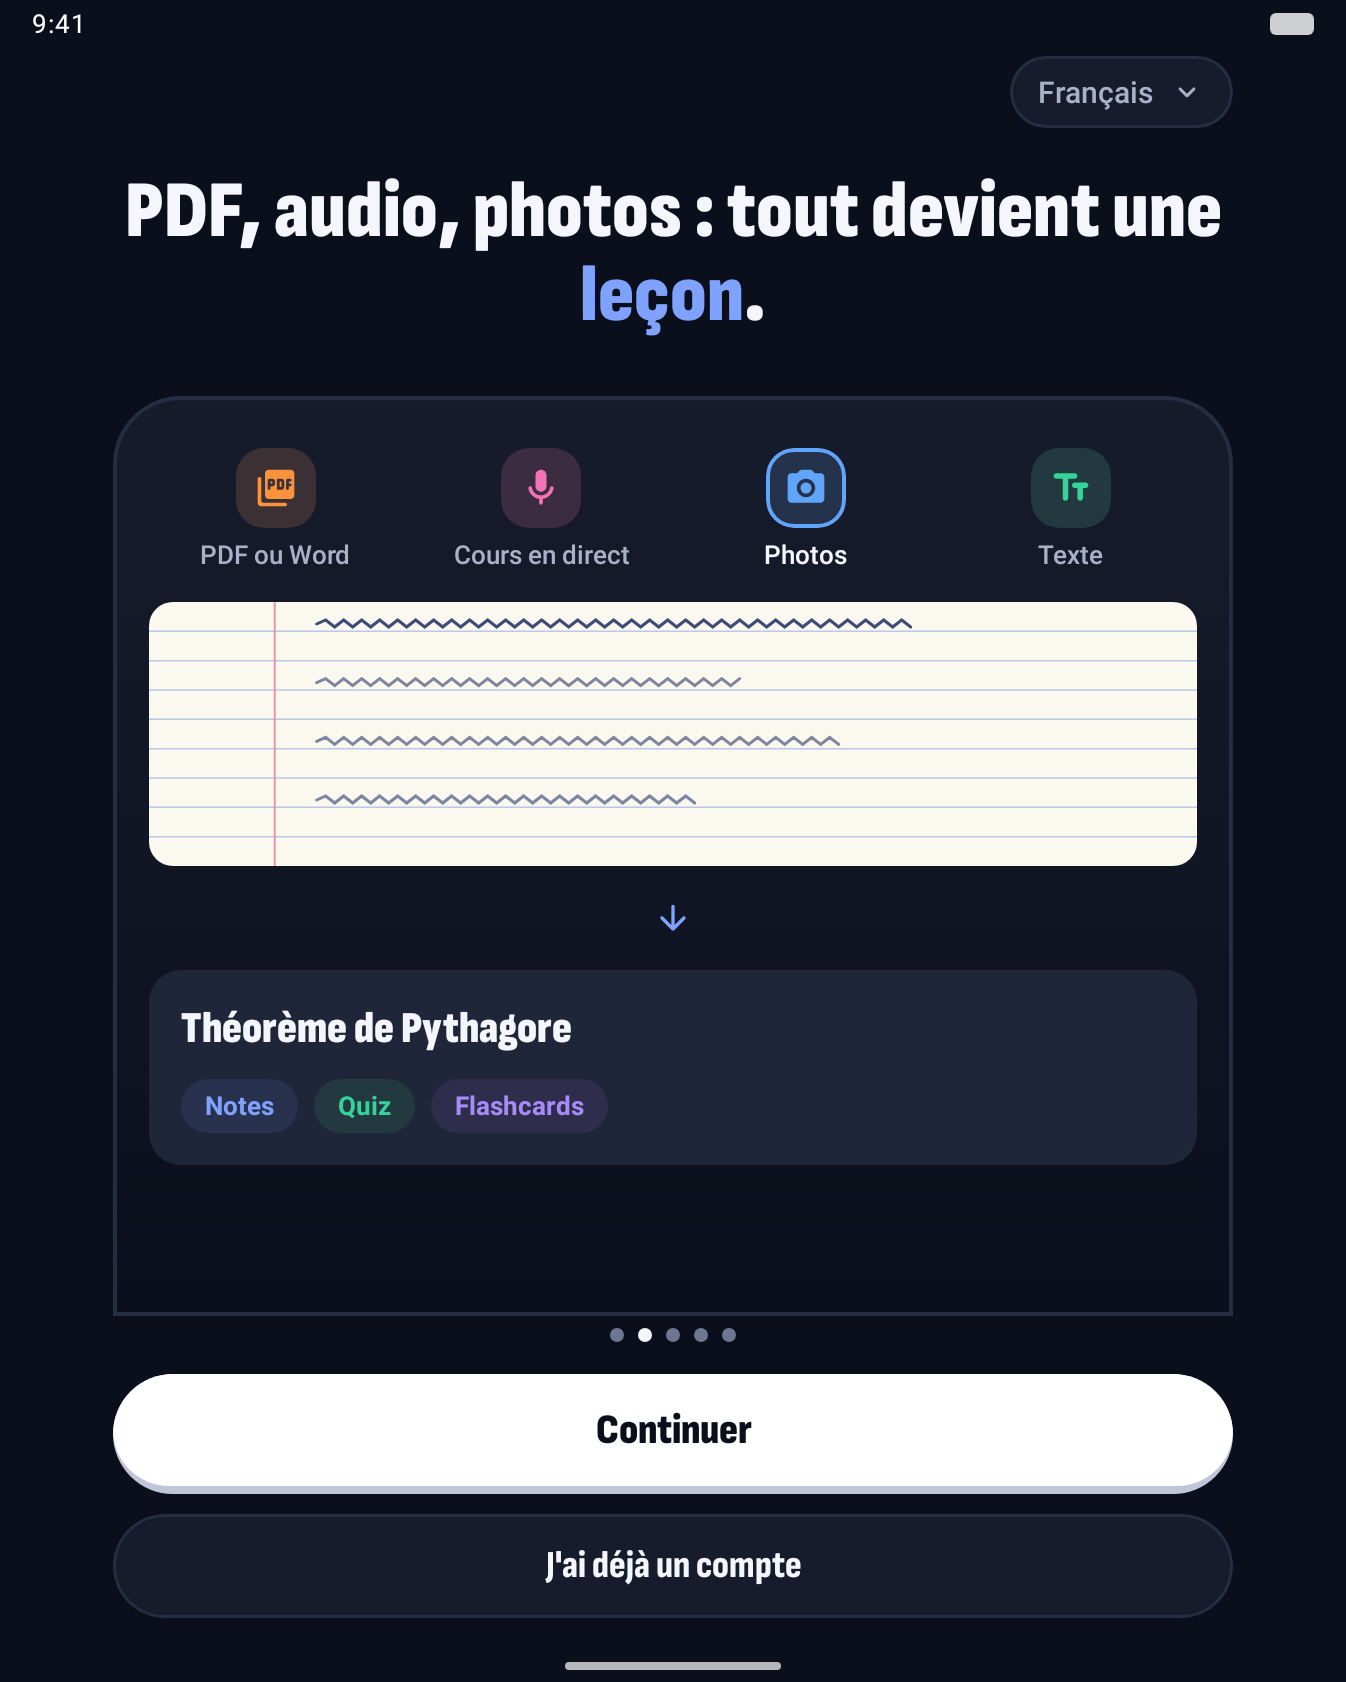 9:41
Français
PDF, audio, photos : tout devient une
leçon.
PDF
PDF ou Word
Cours en direct
Photos
Tт
Texte
Théorème de Pythagore
Notes
Quiz
Flashcards
Continuer
J'ai déjà un compte